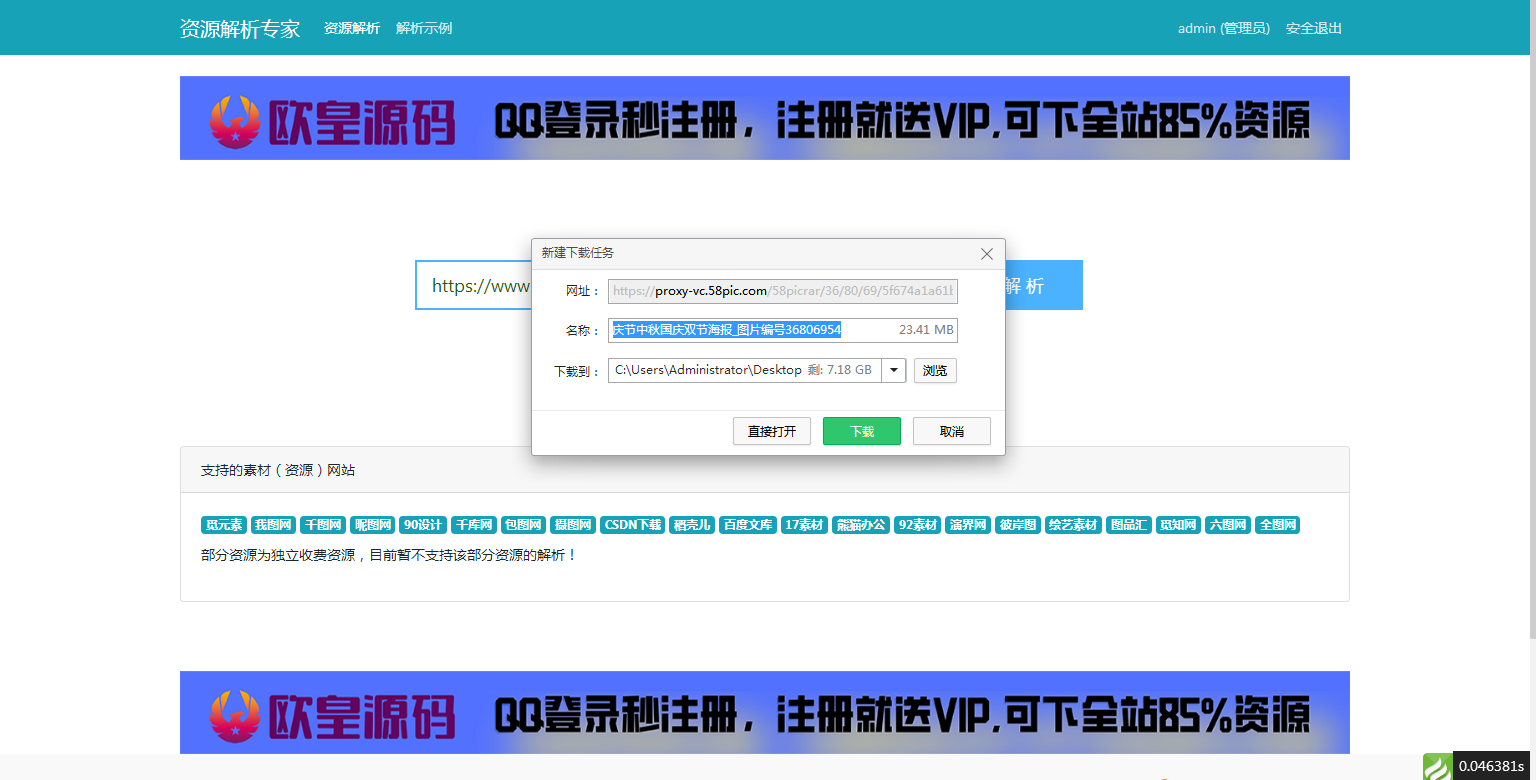 资源解析专家 资源解析 解析示例 admin (管理员) 安全退出
欧皇源码 QQ登录秒注册，注册就送VIP,可下全站85%资源
新建下载任务
https://www
解 析
网址： https://proxy-vc.58pic.com/58picrar/36/80/69/5f674a1a61b
名称： 庆节中秋国庆双节海报_图片编号36806954 23.41 MB
下载到： C:\Users\Administrator\Desktop 剩: 7.18 GB 浏览
直接打开 下载 取消
支持的素材（资源）网站
觅元素 我图网 千图网 昵图网 90设计 千库网 包图网 摄图网 CSDN下载 稻壳儿 百度文库 17素材 熊猫办公 92素材 演界网 彼岸图 绘艺素材 图品汇 觅知网 六图网 全图网
部分资源为独立收费资源，目前暂不支持该部分资源的解析！
欧皇源码 QQ登录秒注册，注册就送VIP,可下全站85%资源
0.046381s